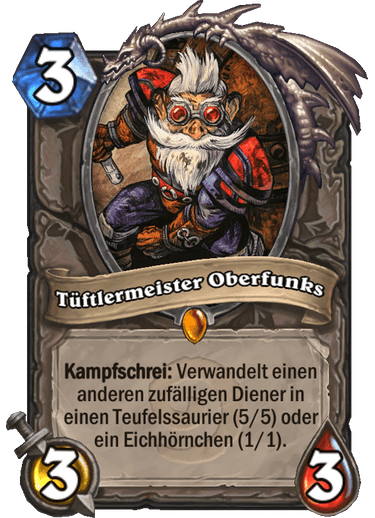 3
Tüftlermeister Oberfunks
Kampfschrei: Verwandelt einen
anderen zufälligen Diener in
einen Teufelssaurier (5/5) oder
ein Eichhörnchen (1/1).
3
3